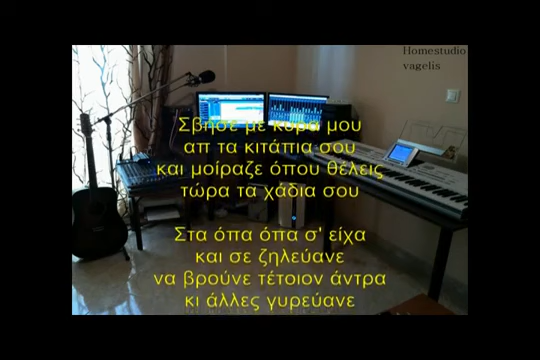 Homestudio
vagelis
Σβήσε με κυρά μου
απ τα κιτάπια σου
και μοίραζε όπου θέλεις
τώρα τα χάδια σου
Στα όπα όπα σ' είχα
και σε ζηλεύανε
να βρούνε τέτοιον άντρα
κι άλλες γυρεύανε